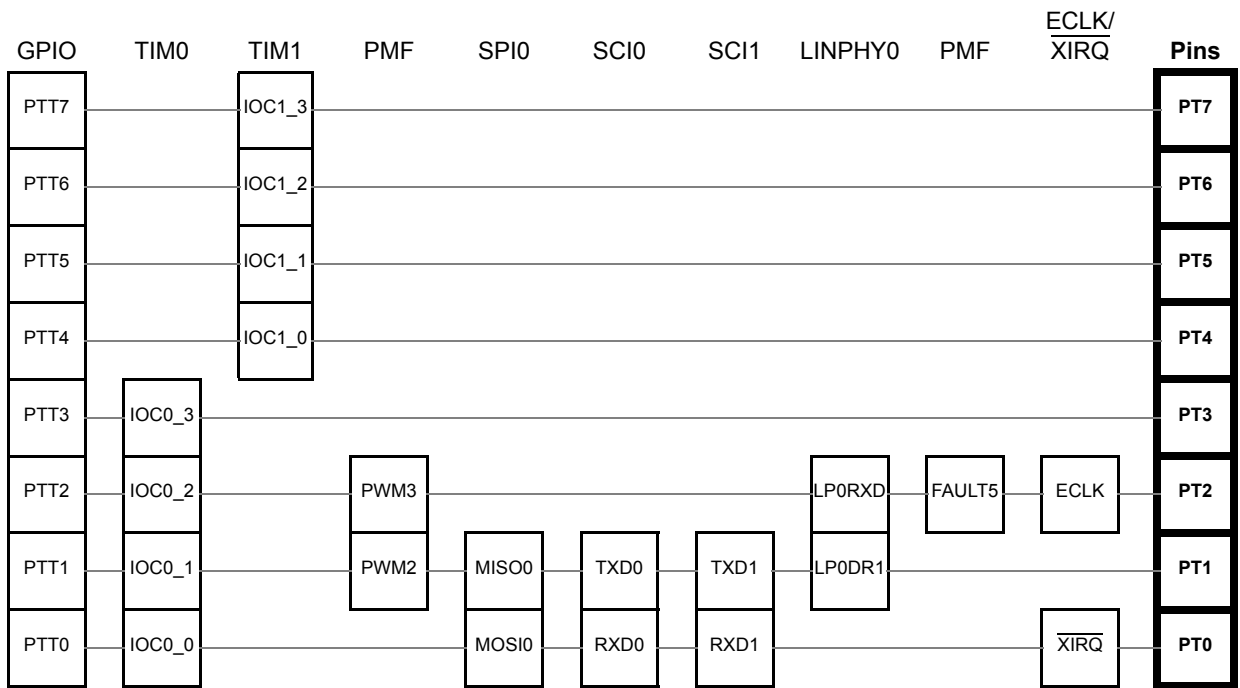 ECLK/
GPIO TIM0 TIM1 PMF SPI0 SCI0 SCI1 LINPHY0 PMF XIRQ Pins
PTT7 IOC1_3 PT7
PTT6 IOC1_2 PT6
PTT5 IOC1_1 PT5
PTT4 IOC1_0 PT4
PTT3 IOC0_3 PT3
PTT2 IOC0_2 PWM3 LP0RXD FAULT5 ECLK PT2
PTT1 IOC0_1 PWM2 MISO0 TXD0 TXD1 LP0DR1 PT1
PTT0 IOC0_0 MOSI0 RXD0 RXD1 XIRQ PT0